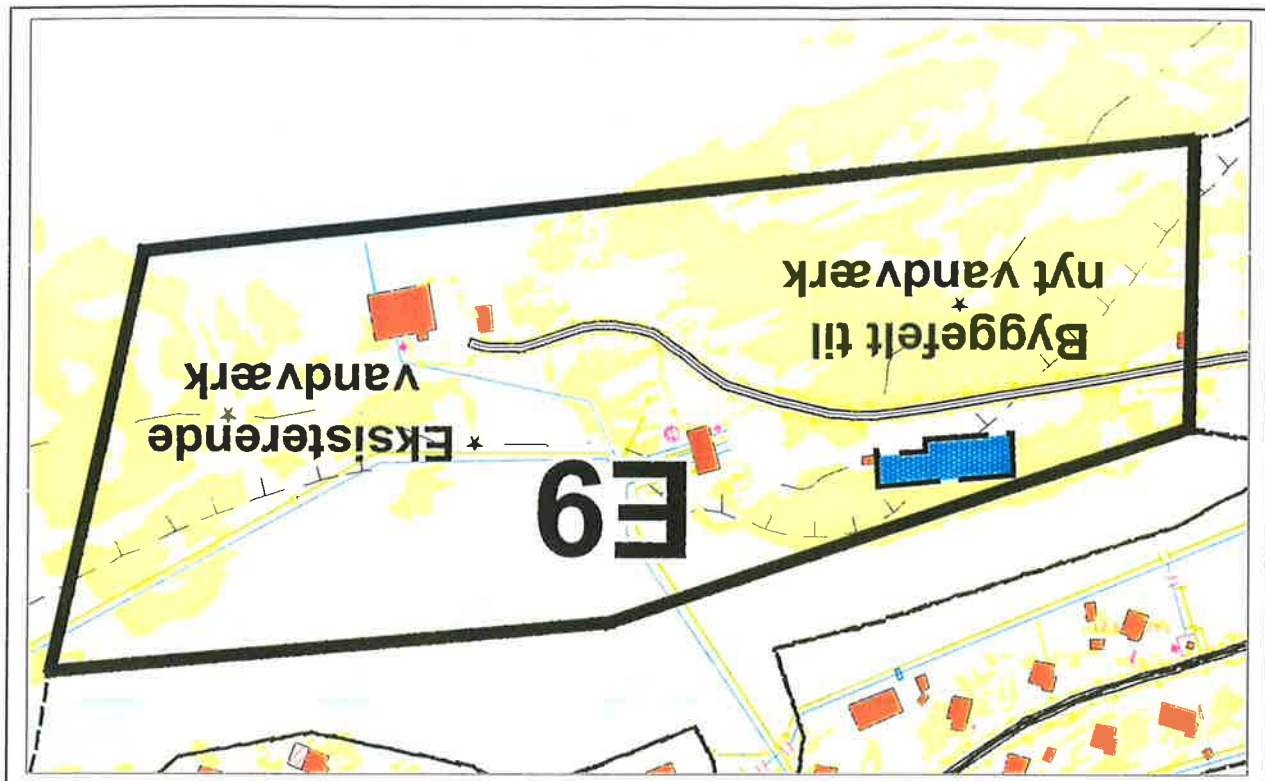 E9
Eksisterende
vandværk
Byggefelt til
nyt vandværk